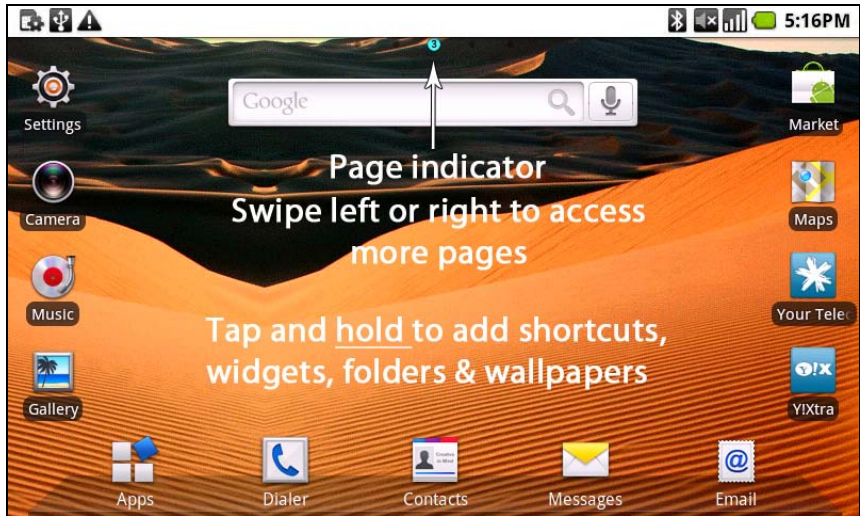 5:16PM
3
Google
Settings
Market
Page indicator
Swipe left or right to access
more pages
Camera
Maps
Music
Your Telec
Tap and hold to add shortcuts,
widgets, folders & wallpapers
Y!X
Gallery
Y!Xtra
@
Apps
Dialer
Contacts
Messages
Email